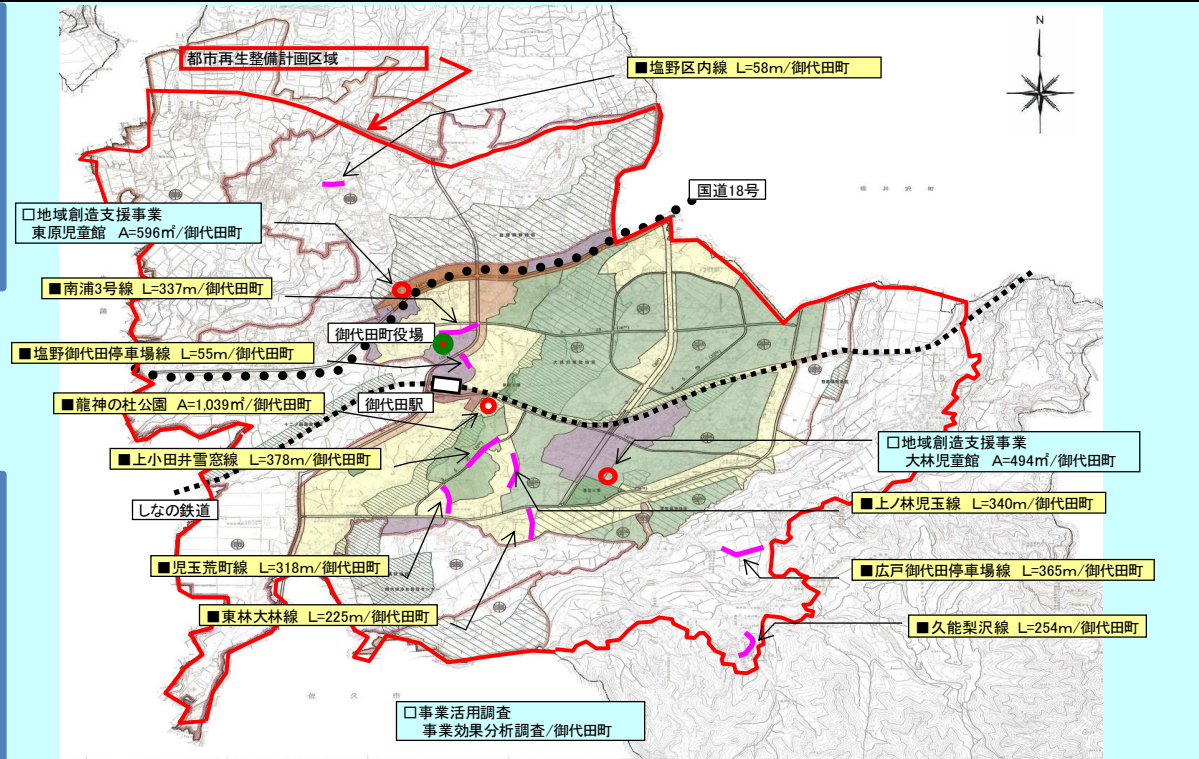 N
都市再生整備計画区域
■塩野区内線 L=58m/御代田町
国道18号
軽井沢町
□地域創造支援事業
東原児童館 A=596㎡/御代田町
■南浦3号線 L=337m/御代田町
御代田町役場
■塩野御代田停車場線 L=55m/御代田町
御代田駅
■龍神の杜公園 A=1,039㎡/御代田町
□地域創造支援事業
大林児童館 A=494㎡/御代田町
■上小田井雪窓線 L=378m/御代田町
しなの鉄道
■上ノ林児玉線 L=340m/御代田町
■児玉荒町線 L=318m/御代田町
■広戸御代田停車場線 L=365m/御代田町
■東林大林線 L=225m/御代田町
■久能梨沢線 L=254m/御代田町
佐久市
□事業活用調査
事業効果分析調査/御代田町